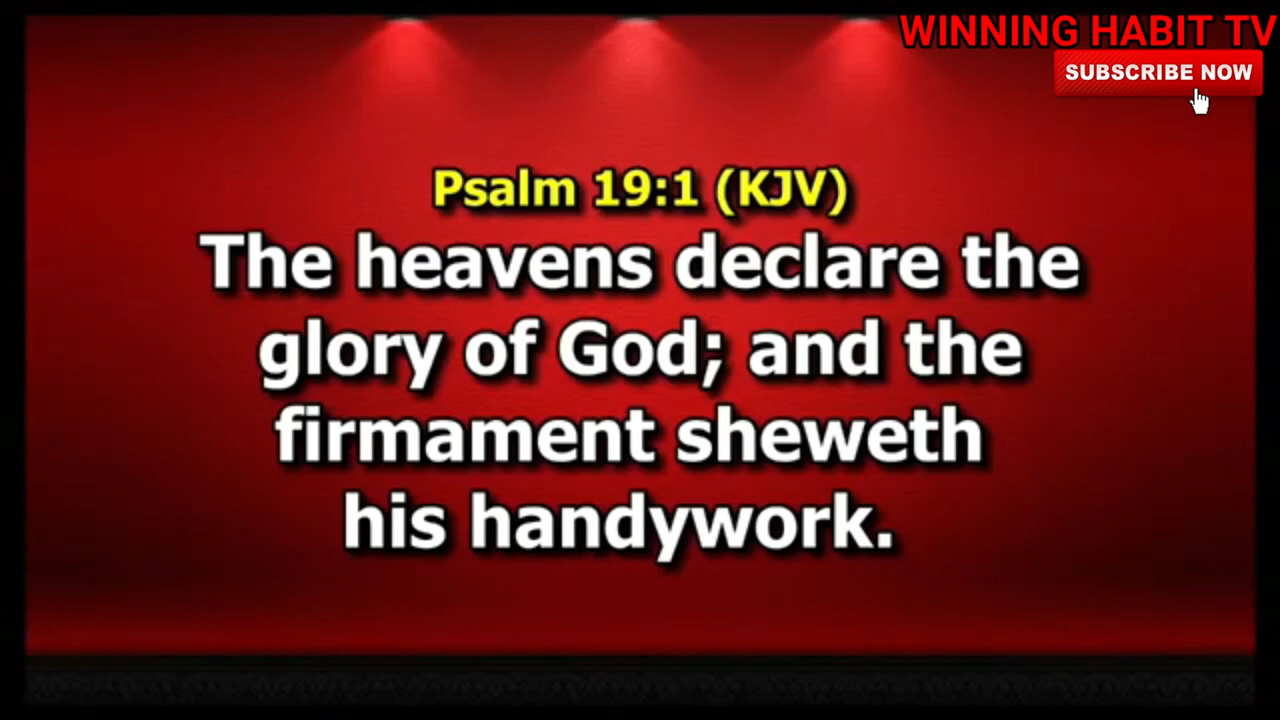 WINNING HABIT TV
SUBSCRIBE NOW
Psalm 19:1 (KJV)
The heavens declare the
glory of God; and the
firmament sheweth
his handywork.